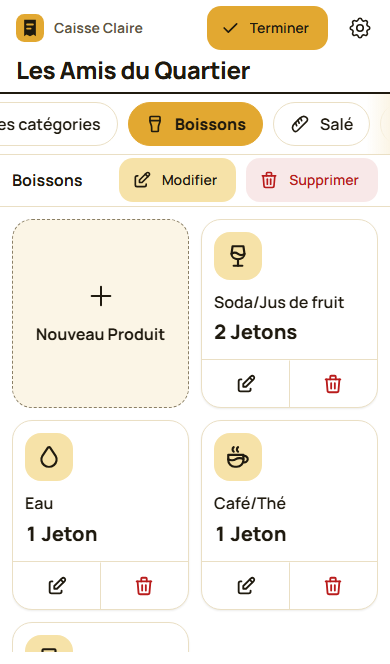 Caisse Claire
Terminer
Les Amis du Quartier
es catégories
Boissons
Salé
Boissons
Modifier
Supprimer
Nouveau Produit
Soda/Jus de fruit
2 Jetons
Eau
1 Jeton
Café/Thé
1 Jeton